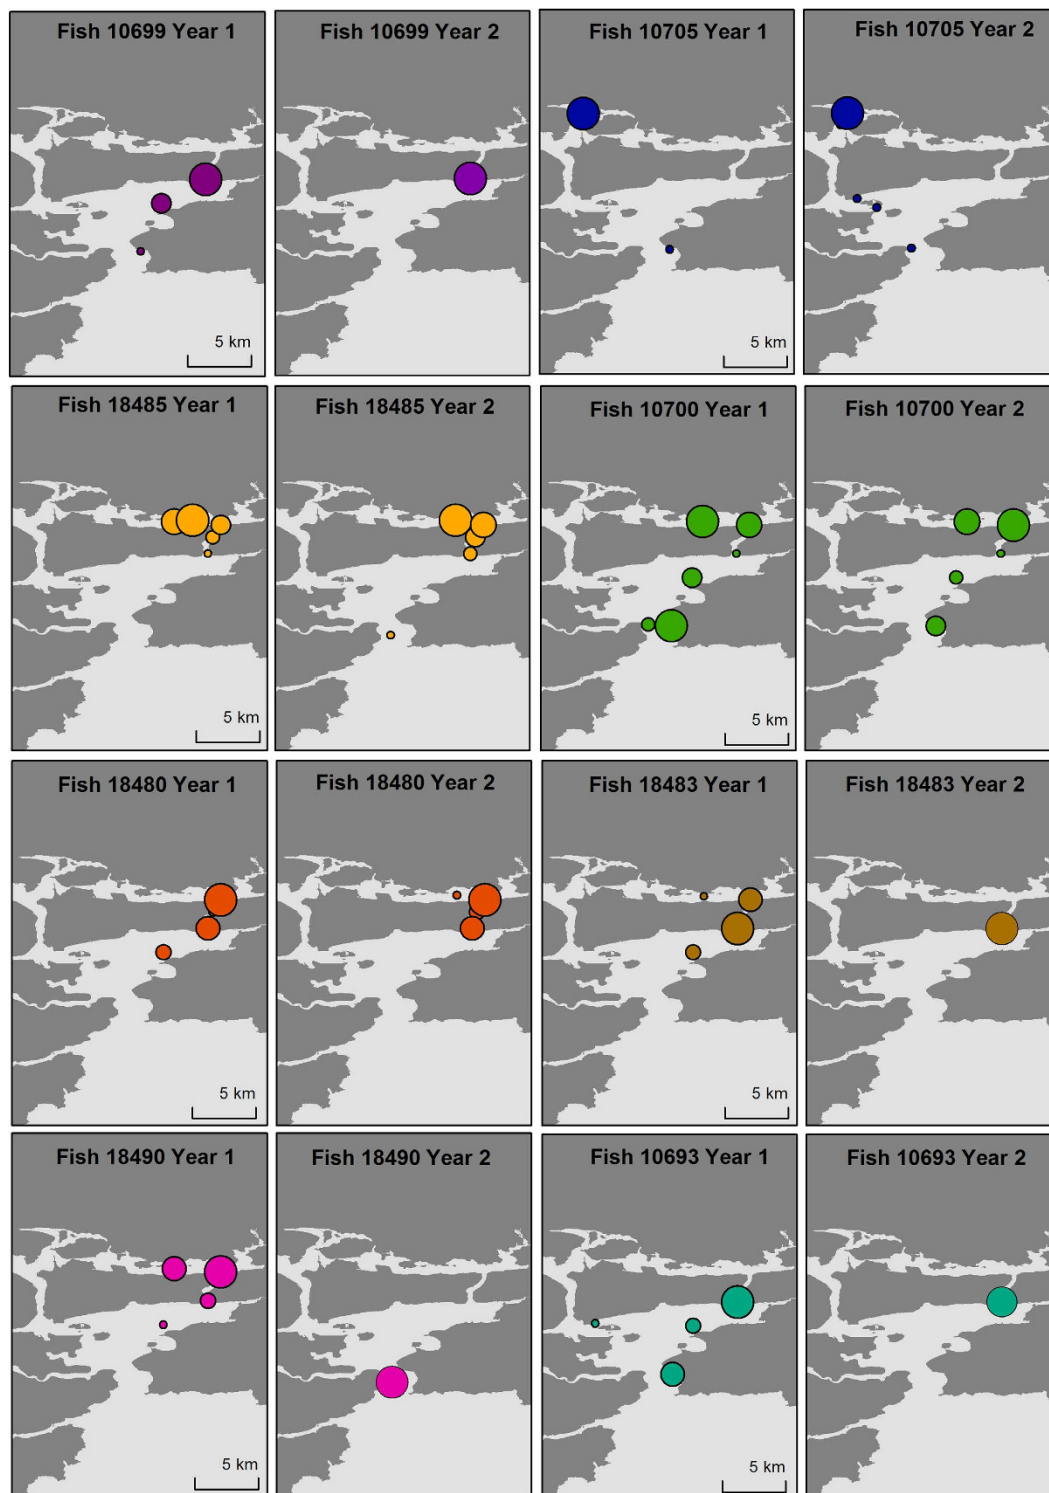 Fish 10699 Year 1
Fish 10699 Year 2
Fish 10705 Year 1
Fish 10705 Year 2
5 km
5 km
Fish 18485 Year 1
Fish 18485 Year 2
Fish 10700 Year 1
Fish 10700 Year 2
5 km
5 km
Fish 18480 Year 1
Fish 18480 Year 2
Fish 18483 Year 1
Fish 18483 Year 2
5 km
5 km
Fish 18490 Year 1
Fish 18490 Year 2
Fish 10693 Year 1
Fish 10693 Year 2
5 km
5 km